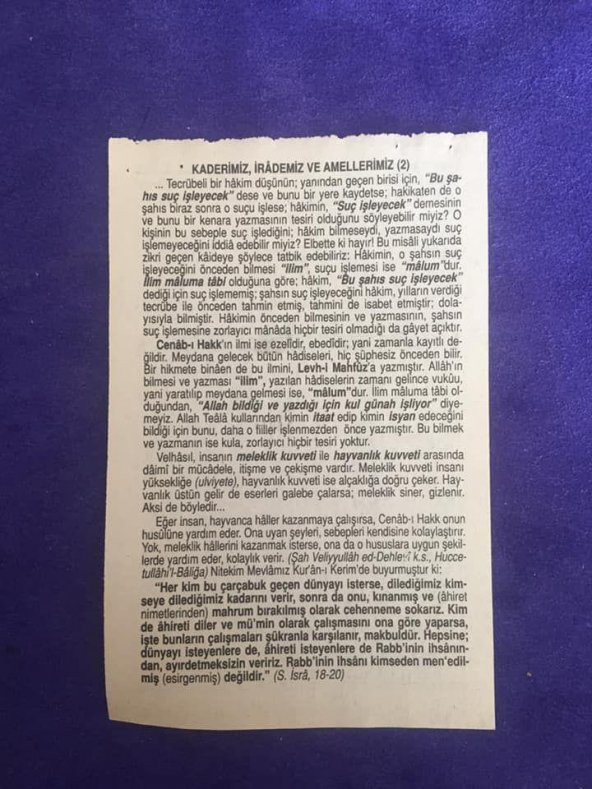 * KADERİMİZ, İRÂDEMİZ VE AMELLERİMİZ (2)
... Tecrübeli bir hâkim düşünün; yanından geçen birisi için, “Bu şa-
hıs suç işleyecek” dese ve bunu bir yere kaydetse; hakikaten de o
şahıs biraz sonra o suçu işlese; hâkimin, “Suç işleyecek” demesinin
ve bunu bir kenara yazmasının tesiri olduğunu söyleyebilir miyiz? O
kişinin bu sebeple suç işlediğini; hâkim bilmeseydi, yazmasaydı suç
işlemeyeceğini iddiâ edebilir miyiz? Elbette ki hayır! Bu misâli yukarıda
zikri geçen kâideye şöylece tatbik edebiliriz: Hâkimin, o şahsın suç
işleyeceğini önceden bilmesi “ilim”, suçu işlemesi ise “mâlum”dur.
İlim mâluma tâbi olduğuna göre; hâkim, “Bu şahıs suç işleyecek”
dediği için suç işlememiş; şahsın suç işleyeceğini hâkim, yılların verdiği
tecrübe ile önceden tahmin etmiş, tahmini de isabet etmiştir; dola-
yısıyla bilmiştir. Hâkimin önceden bilmesinin ve yazmasının, şahsın
suç işlemesine zorlayıcı mânâda hiçbir tesiri olmadığı da gâyet açıktır.
Cenâb-ı Hakk'ın ilmi ise ezelîdir, ebedîdir; yani zamanla kayıtlı de-
ğildir. Meydana gelecek bütün hâdiseleri, hiç şüphesiz önceden bilir.
Bir hikmete binâen de bu ilmini, Levh-i Mahfûz'a yazmıştır. Allâh'ın
bilmesi ve yazması “ilim”, yazılan hâdiselerin zamanı gelince vukûu,
yani yaratılıp meydana gelmesi ise, “mâlum”dur. İlim mâluma tâbi ol-
duğundan, “Allah bildiği ve yazdığı için kul günah işliyor” diye-
meyiz. Allah Teâlâ kullarından kimin itaat edip kimin isyan edeceğini
bildiği için bunu, daha o fiiller işlenmezden önce yazmıştır. Bu bilmek
ve yazmanın ise kula, zorlayıcı hiçbir tesiri yoktur.
Velhâsıl, insanın meleklik kuvveti ile hayvanlık kuvveti arasında
dâimî bir mücâdele, itişme ve çekişme vardır. Meleklik kuvveti insanı
yüksekliğe (ulviyete), hayvanlık kuvveti ise alçaklığa doğru çeker. Hay-
vanlık üstün gelir de eserleri galebe çalarsa; meleklik siner, gizlenir.
Aksi de böyledir...
Eğer insan, hayvanca hâller kazanmaya çalışırsa, Cenâb-ı Hakk onun
husûlüne yardım eder. Ona uyan şeyleri, sebepleri kendisine kolaylaştırır.
Yok, meleklik hâllerini kazanmak isterse, ona da o hususlara uygun şekil-
lerde yardım eder, kolaylık verir. (Şah Veliyyullâh ed-Dehlevî k.s., Hucce-
tullâhi'l-Bâliğa) Nitekim Mevlâmız Kur'ân-ı Kerim'de buyurmuştur ki:
“Her kim bu çarçabuk geçen dünyayı isterse, dilediğimiz kim-
seye dilediğimiz kadarını verir, sonra da onu, kınanmış ve (âhiret
nimetlerinden) mahrum bırakılmış olarak cehenneme sokarız. Kim
de âhireti diler ve mü'min olarak çalışmasını ona göre yaparsa,
işte bunların çalışmaları şükranla karşılanır, makbuldür. Hepsine;
dünyayı isteyenlere de, âhireti isteyenlere de Rabb'inin ihsânın-
dan, ayırdetmeksizin veririz. Rabb'inin ihsânı kimseden men'edil-
miş (esirgenmiş) değildir.” (S. İsrâ, 18-20)